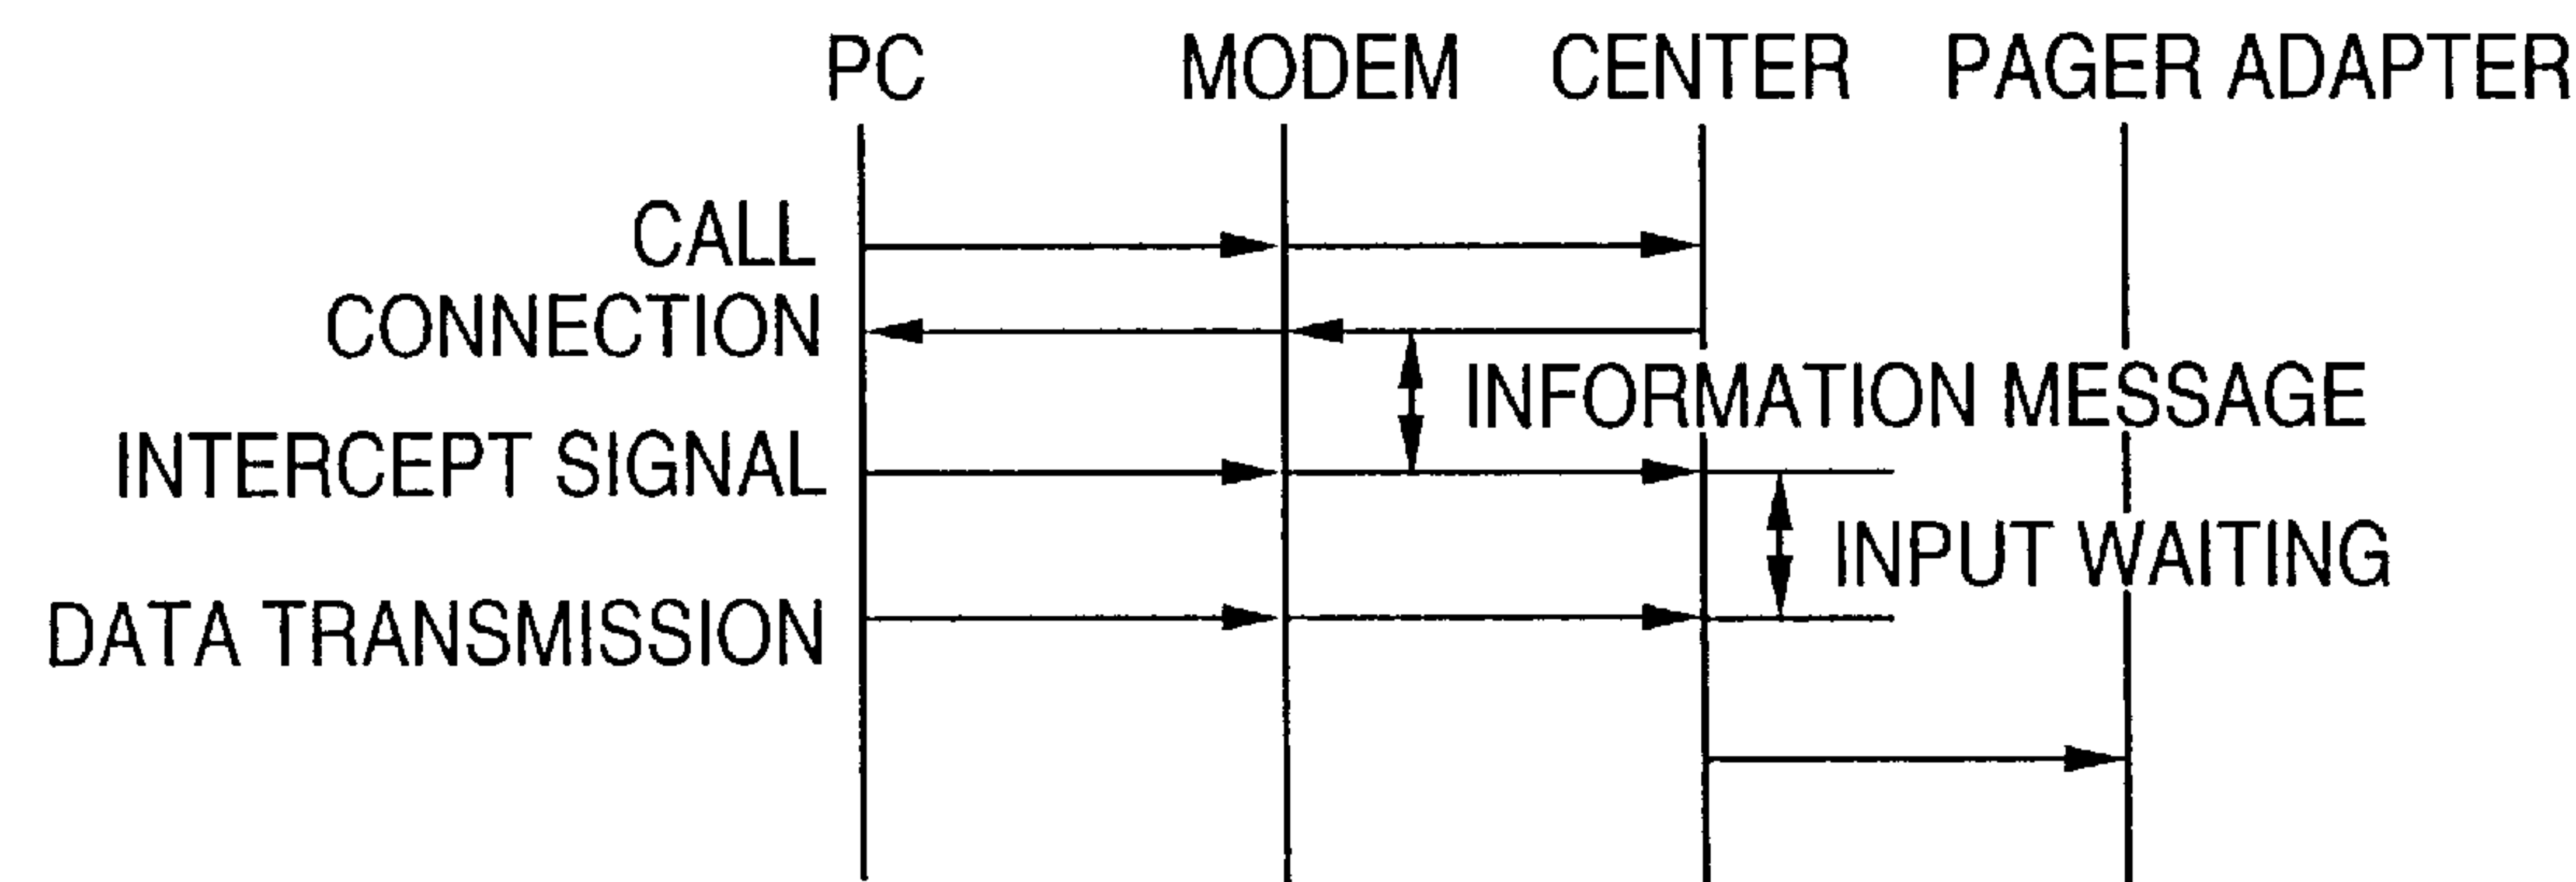 PC MODEM CENTER PAGER ADAPTER
CALL
CONNECTION
INFORMATION MESSAGE
INTERCEPT SIGNAL
INPUT WAITING
DATA TRANSMISSION